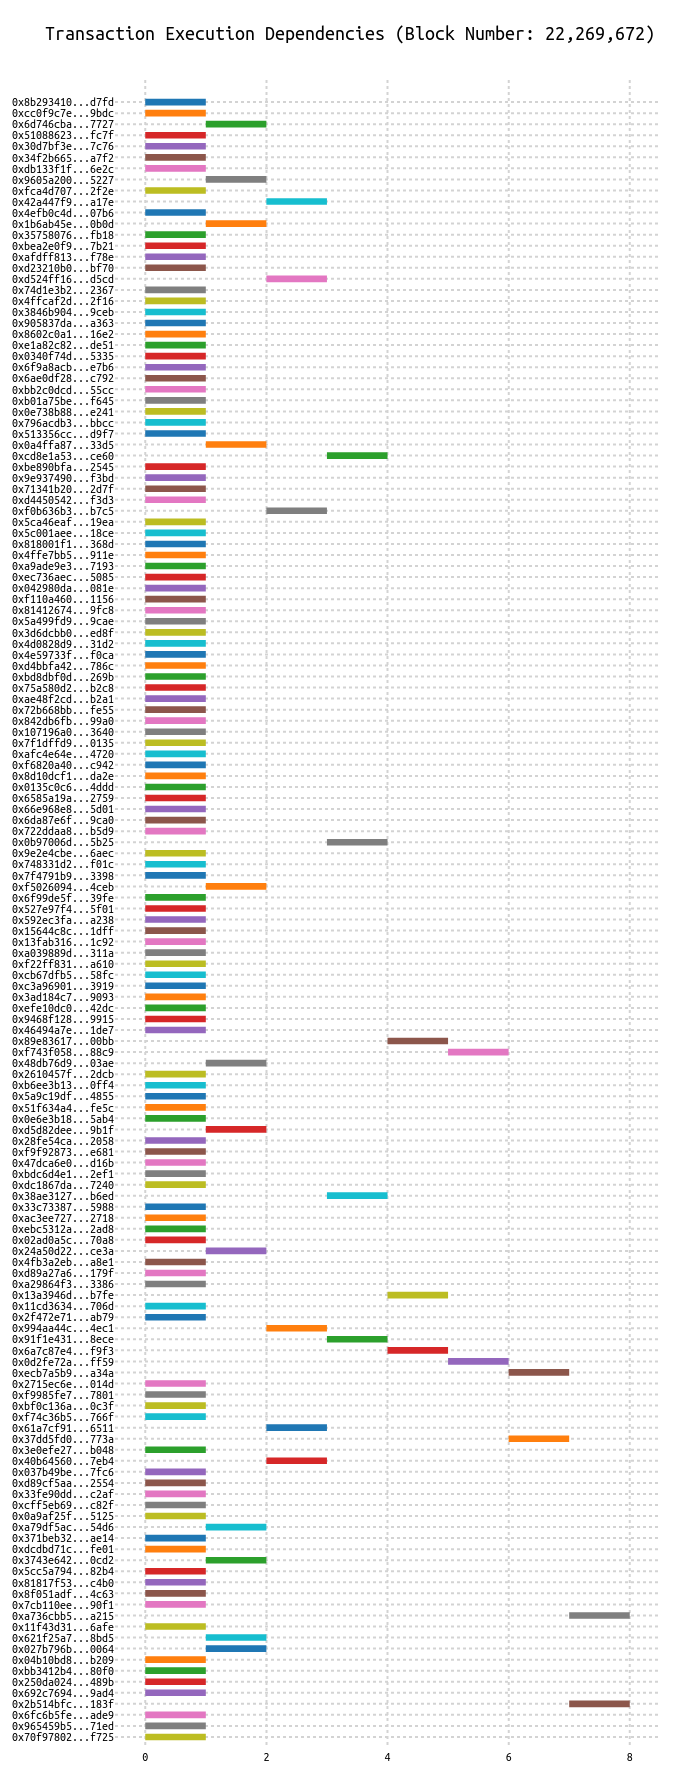 Transaction Execution Dependencies (Block Number: 22,269,672)
0x8b293410...d7fd
0xcc0f9c7e...9bdc
0x6d746cba...7727
0x51088623...fc7f
0x30d7bf3e...7c76
0x34f2b665...a7f2
0xdb133f1f...6e2c
0x9605a200...5227
0xfca4d707...2f2e
0x42a447f9...a17e
0x4efb0c4d...07b6
0x1b6ab45e...0b0d
0x35758076...fb18
0xbea2e0f9...7b21
0xafdff813...f78e
0xd23210b0...bf70
0xd524ff16...d5cd
0x74d1e3b2...2367
0x4ffcaf2d...2f16
0x3846b904...9ceb
0x905837da...a363
0x8602c0a1...16e2
0xe1a82c82...de51
0x0340f74d...5335
0x6f9a8acb...e7b6
0x6ae0df28...c792
0xbb2c0dcd...55cc
0xb01a75be...f645
0x0e738b88...e241
0x796acdb3...bbcc
0x513356cc...d9f7
0x0a4ffa87...33d5
0xcd8e1a53...ce60
0xbe890bfa...2545
0x9e937490...f3bd
0x71341b20...2d7f
0xd4450542...f3d3
0xf0b636b3...b7c5
0x5ca46eaf...19ea
0x5c001aee...18ce
0x818001f1...368d
0x4ffe7bb5...911e
0xa9ade9e3...7193
0xec736aec...5085
0x042980da...081e
0xf110a460...1156
0x81412674...9fc8
0x5a499fd9...9cae
0x3d6dcbb0...ed8f
0x4d0828d9...31d2
0x4e59733f...f0ca
0xd4bbfa42...786c
0xbd8dbf0d...269b
0x75a580d2...b2c8
0xae48f2cd...b2a1
0x72b668bb...fe55
0x842db6fb...99a0
0x107196a0...3640
0x7f1dffd9...0135
0xafc4e64e...4720
0xf6820a40...c942
0x8d10dcf1...da2e
0x0135c0c6...4ddd
0x6585a19a...2759
0x66e968e8...5d01
0x6da87e6f...9ca0
0x722ddaa8...b5d9
0x0b97006d...5b25
0x9e2e4cbe...6aec
0x748331d2...f01c
0x7f4791b9...3398
0xf5026094...4ceb
0x6f99de5f...39fe
0x527e97f4...5f01
0x592ec3fa...a238
0x15644c8c...1dff
0x13fab316...1c92
0xa039889d...311a
0xf22ff831...a610
0xcb67dfb5...58fc
0xc3a96901...3919
0x3ad184c7...9093
0xefe10dc0...42dc
0x9468f128...9915
0x46494a7e...1de7
0x89e83617...00bb
0xf743f058...88c9
0x48db76d9...03ae
0x2610457f...2dcb
0xb6ee3b13...0ff4
0x5a9c19df...4855
0x51f634a4...fe5c
0x0e6e3b18...5ab4
0xd5d82dee...9b1f
0x28fe54ca...2058
0xf9f92873...e681
0x47dca6e0...d16b
0xbdc6d4e1...2ef1
0xdc1867da...7240
0x38ae3127...b6ed
0x33c73387...5988
0xac3ee727...2718
0xebc5312a...2ad8
0x02ad0a5c...70a8
0x24a50d22...ce3a
0x4fb3a2eb...a8e1
0xd89a27a6...179f
0xa29864f3...3386
0x13a3946d...b7fe
0x11cd3634...706d
0x2f472e71...ab79
0x994aa44c...4ec1
0x91f1e431...8ece
0x6a7c87e4...f9f3
0x0d2fe72a...ff59
0xecb7a5b9...a34a
0x2715ec6e...014d
0xf9985fe7...7801
0xbf0c136a...0c3f
0xf74c36b5...766f
0x61a7cf91...6511
0x37dd5fd0...773a
0x3e0efe27...b048
0x40b64560...7eb4
0x037b49be...7fc6
0xd89cf5aa...2554
0x33fe90dd...c2af
0xcff5eb69...c82f
0x0a9af25f...5125
0xa79df5ac...54d6
0x371beb32...ae14
0xdcdbd71c...fe01
0x3743e642...0cd2
0x5cc5a794...82b4
0x81817f53...c4b0
0x8f051adf...4c63
0x7cb110ee...90f1
0xa736cbb5...a215
0x11f43d31...6afe
0x621f25a7...8bd5
0x027b796b...0064
0x04b10bd8...b209
0xbb3412b4...80f0
0x250da024...489b
0x692c7694...9ad4
0x2b514bfc...183f
0x6fc6b5fe...ade9
0x965459b5...71ed
0x70f97802...f725
0 2 4 6 8